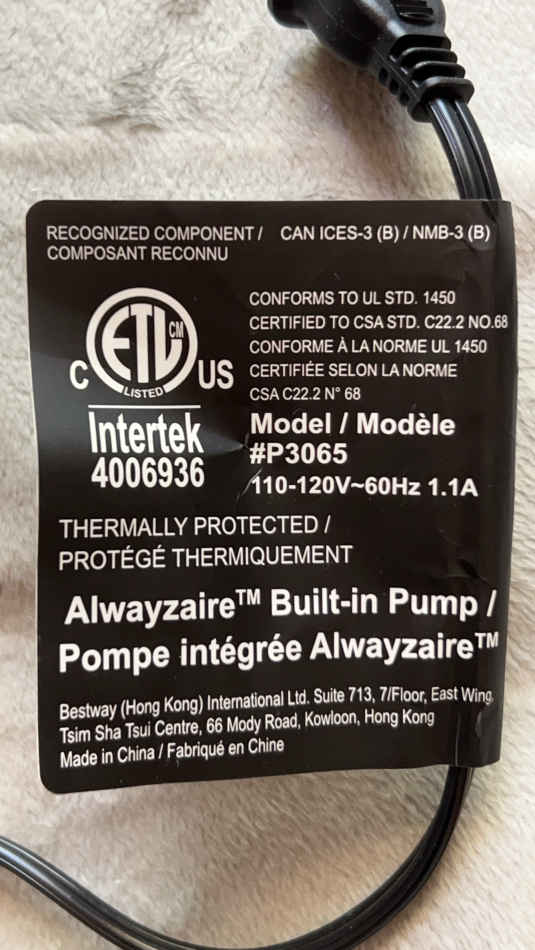 RECOGNIZED COMPONENT / CAN ICES-3 (B) / NMB-3 (B)
COMPOSANT RECONNU
CONFORMS TO UL STD. 1450
CERTIFIED TO CSA STD. C22.2 NO.68
CONFORME À LA NORME UL 1450
CERTIFIÉE SELON LA NORME
CSA C22.2 N° 68
ETL CM
C US
LISTED
Intertek
4006936
Model / Modèle
#P3065
110-120V~60Hz 1.1A
THERMALLY PROTECTED /
PROTÉGÉ THERMIQUEMENT
Alwayzaire™ Built-in Pump /
Pompe intégrée Alwayzaire™
Bestway (Hong Kong) International Ltd. Suite 713, 7/Floor, East Wing,
Tsim Sha Tsui Centre, 66 Mody Road, Kowloon, Hong Kong
Made in China / Fabriqué en Chine